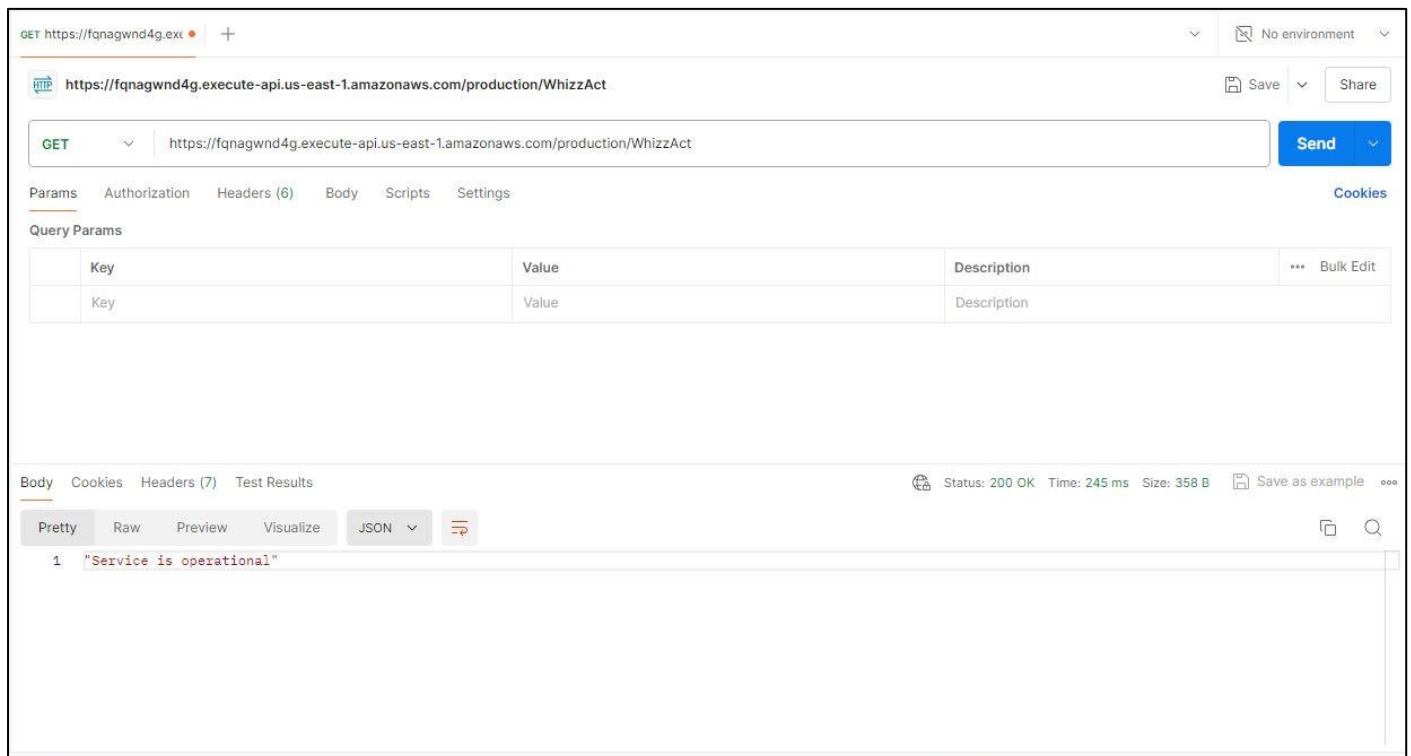 GET https://fqnagwnd4g.exe
No environment
HTTP https://fqnagwnd4g.execute-api.us-east-1.amazonaws.com/production/WhizzAct
Save Share
GET https://fqnagwnd4g.execute-api.us-east-1.amazonaws.com/production/WhizzAct Send
Params Authorization Headers (6) Body Scripts Settings Cookies
Query Params
Key Value Description ••• Bulk Edit
Key Value Description
Body Cookies Headers (7) Test Results Status: 200 OK Time: 245 ms Size: 358 B Save as example
Pretty Raw Preview Visualize JSON
1 "Service is operational"